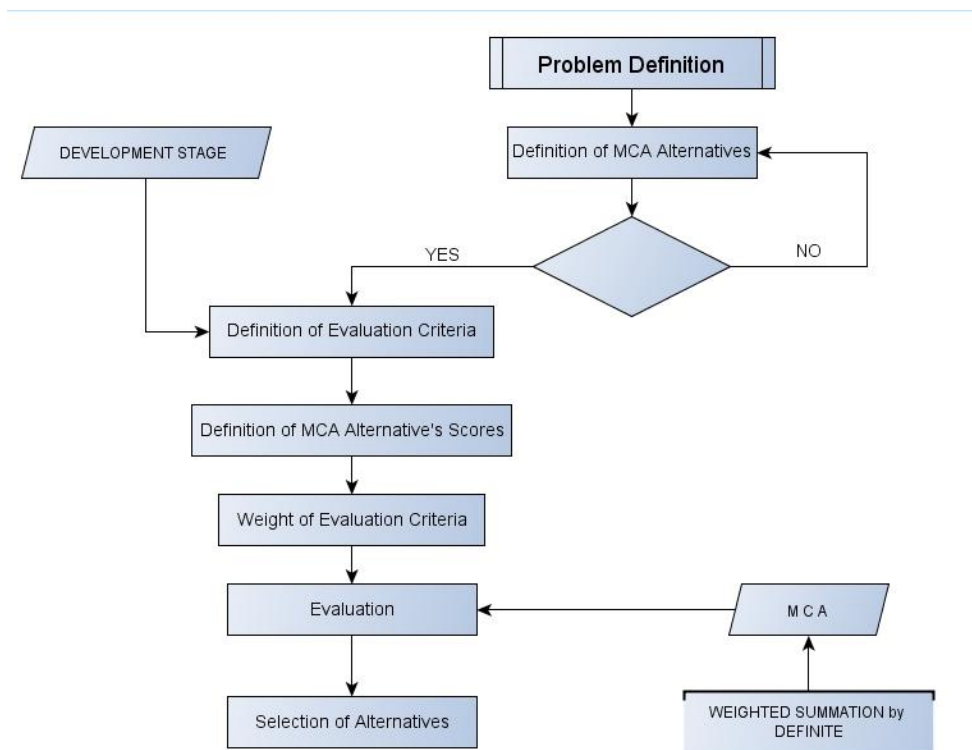 Problem Definition
DEVELOPMENT STAGE
Definition of MCA Alternatives
YES
NO
Definition of Evaluation Criteria
Definition of MCA Alternative's Scores
Weight of Evaluation Criteria
Evaluation
M C A
Selection of Alternatives
WEIGHTED SUMMATION by
DEFINITE